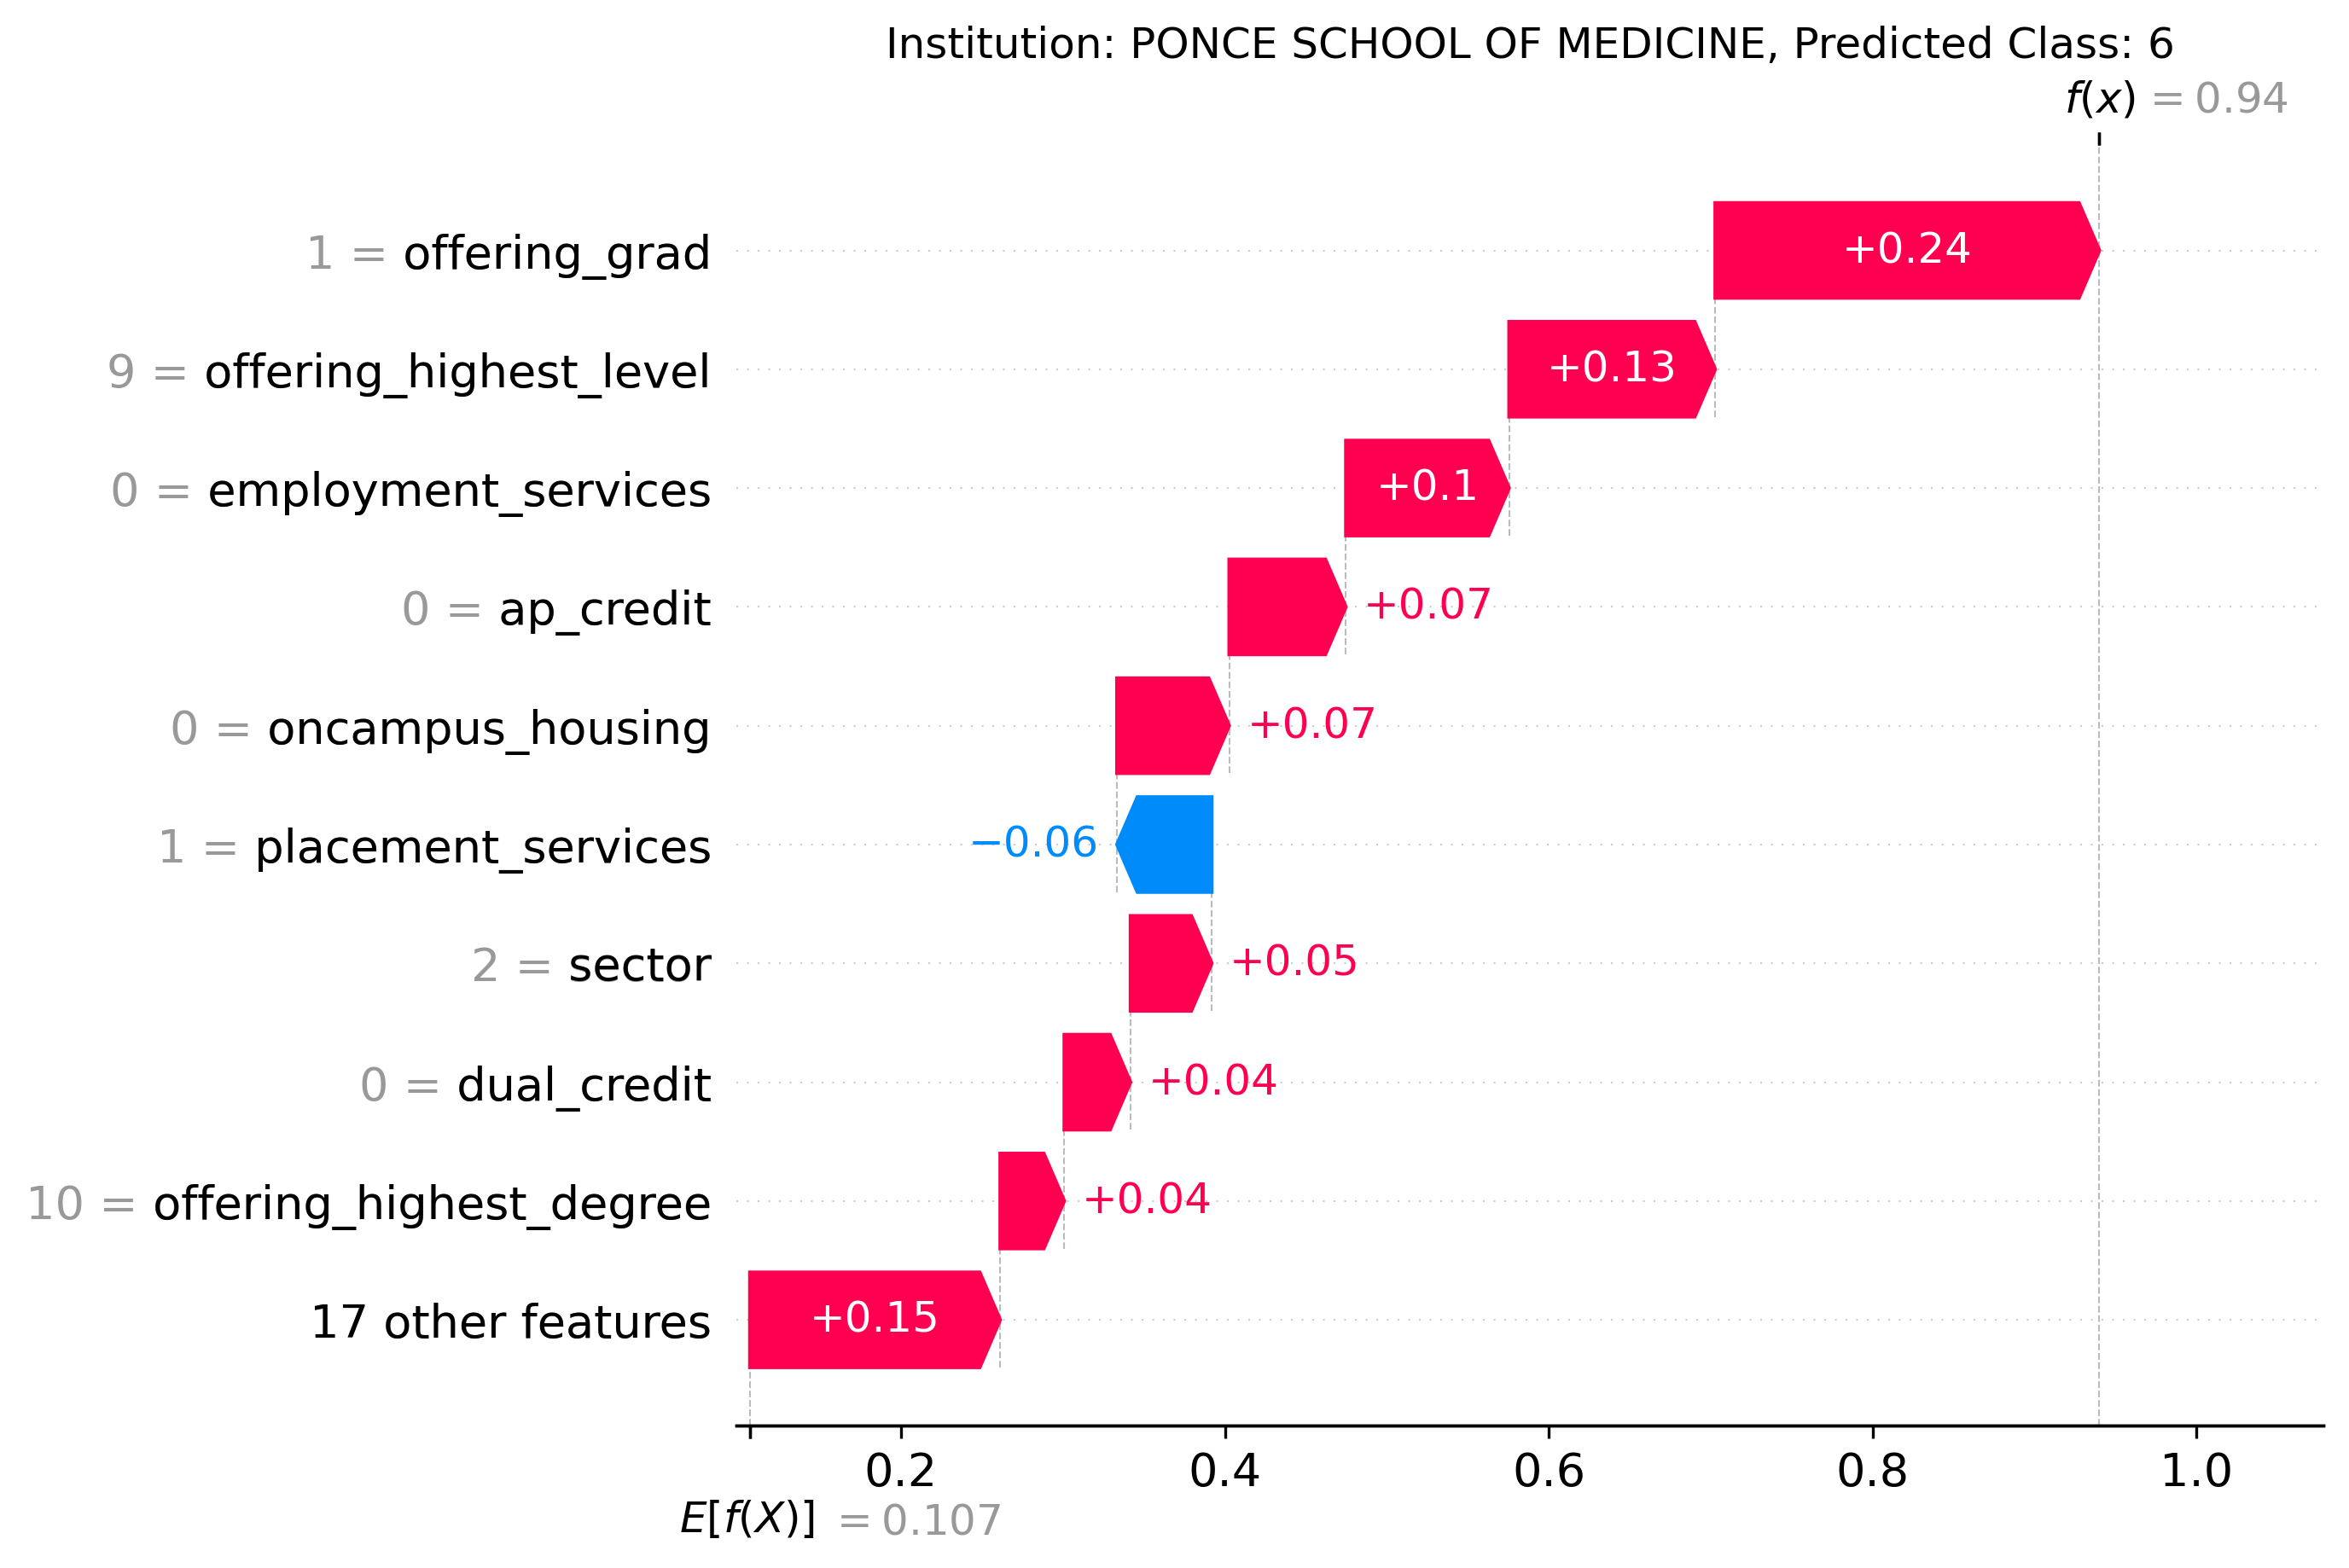 Institution: PONCE SCHOOL OF MEDICINE, Predicted Class: 6
f(x) = 0.94
1 = offering_grad +0.24
9 = offering_highest_level +0.13
0 = employment_services +0.1
0 = ap_credit +0.07
0 = oncampus_housing +0.07
1 = placement_services −0.06
2 = sector +0.05
0 = dual_credit +0.04
10 = offering_highest_degree +0.04
17 other features +0.15
0.2 0.4 0.6 0.8 1.0
E[f(X)] = 0.107